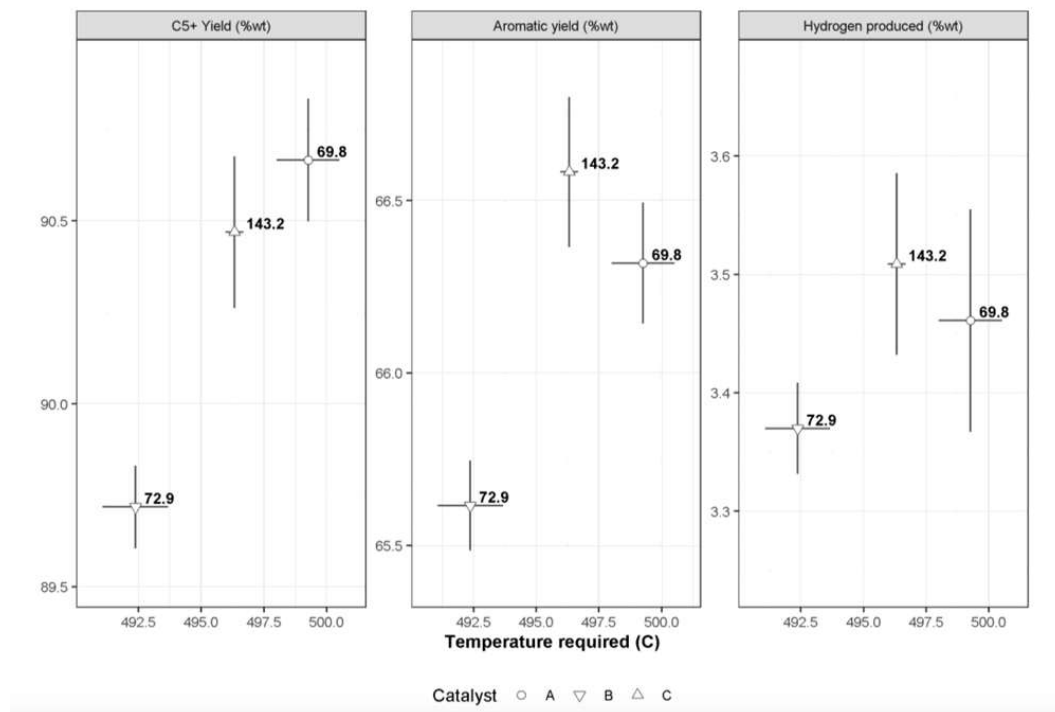 C5+ Yield (%wt)
Aromatic yield (%wt)
Hydrogen produced (%wt)
90.5
90.0
89.5
69.8
143.2
72.9
492.5 495.0 497.5 500.0
66.5
66.0
65.5
143.2
69.8
72.9
492.5 495.0 497.5 500.0
3.6
3.5
3.4
3.3
143.2
69.8
72.9
492.5 495.0 497.5 500.0
Temperature required (C)
Catalyst A B C